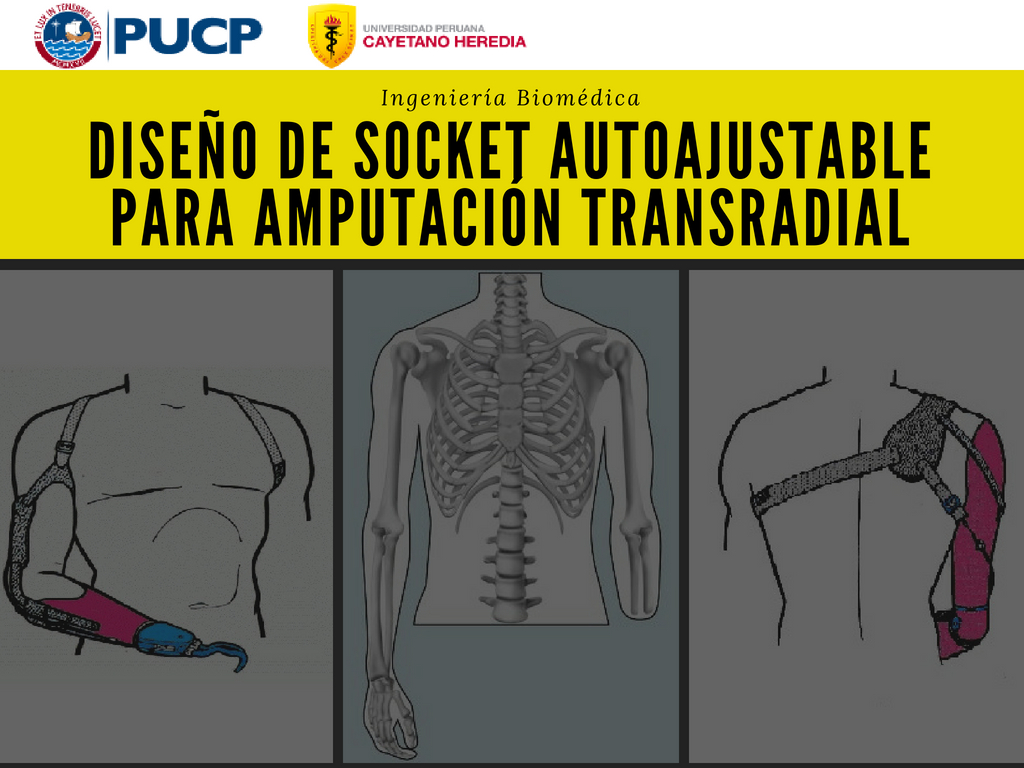 ET LUX IN TENEBRIS LUCET
MCMXVII
PUCP
UNIVERSIDAD PERUANA
CAYETANO HEREDIA
Ingeniería Biomédica
DISEÑO DE SOCKET AUTOAJUSTABLE
PARA AMPUTACIÓN TRANSRADIAL